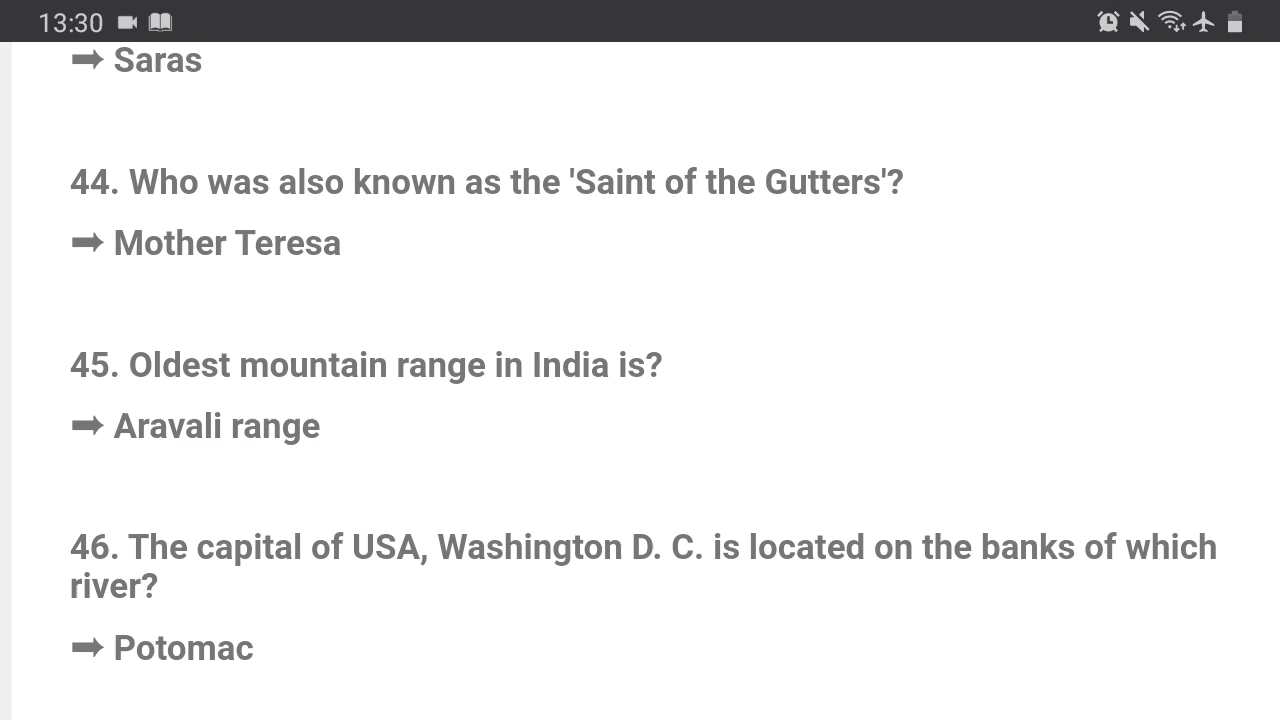 13:30
➡ Saras
44. Who was also known as the 'Saint of the Gutters'?
➡ Mother Teresa
45. Oldest mountain range in India is?
➡ Aravali range
46. The capital of USA, Washington D. C. is located on the banks of which
river?
➡ Potomac